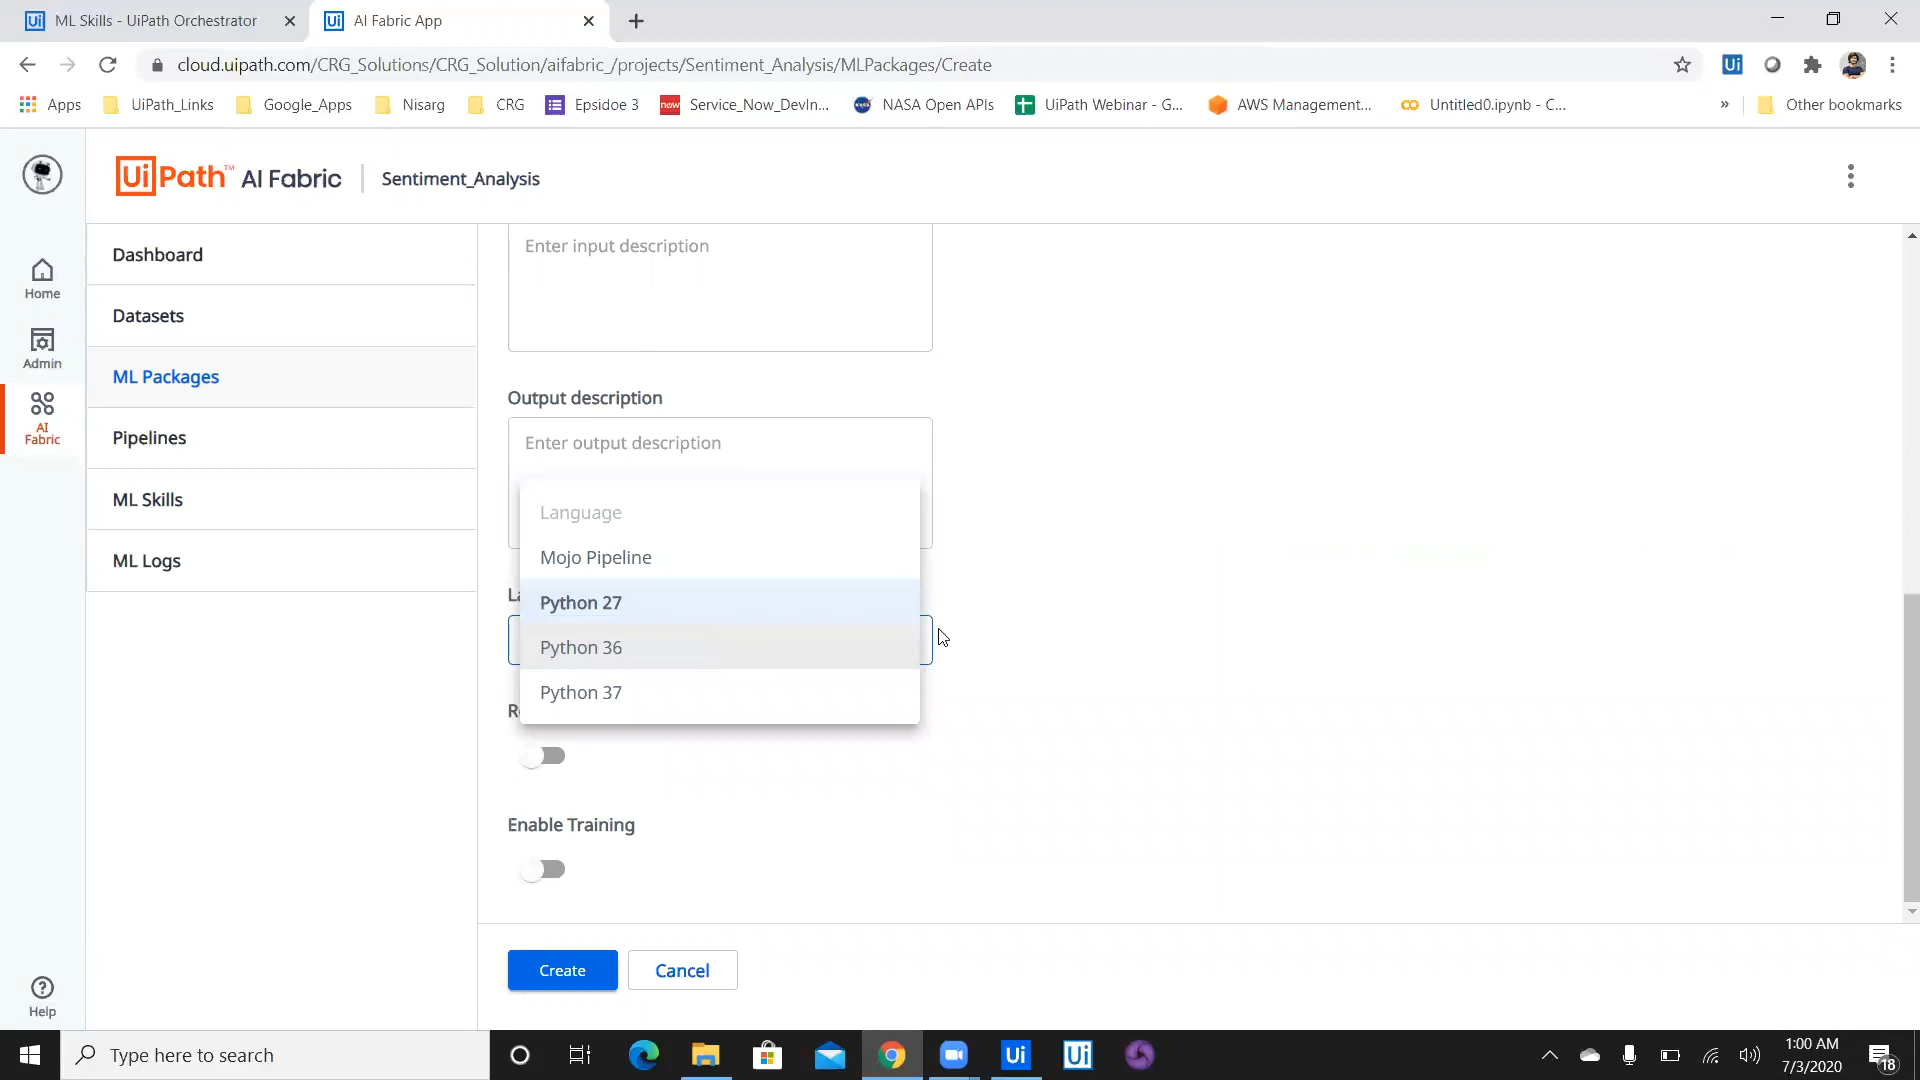 ML Skills - UiPath Orchestrator
AI Fabric App
cloud.uipath.com/CRG_Solutions/CRG_Solution/aifabric_/projects/Sentiment_Analysis/MLPackages/Create
Apps
UiPath_Links
Google_Apps
Nisarg
CRG
Epsidoe 3
Service_Now_DevIn...
NASA Open APIs
UiPath Webinar - G...
AWS Management...
Untitled0.ipynb - C...
»
Other bookmarks
UiPath™ AI Fabric
Sentiment_Analysis
Home
Admin
AI
Fabric
Help
Dashboard
Datasets
ML Packages
Pipelines
ML Skills
ML Logs
Enter input description
Output description
Enter output description
Language
Mojo Pipeline
Python 27
Python 36
Python 37
Enable Training
Create
Cancel
Type here to search
1:00 AM
7/3/2020
18